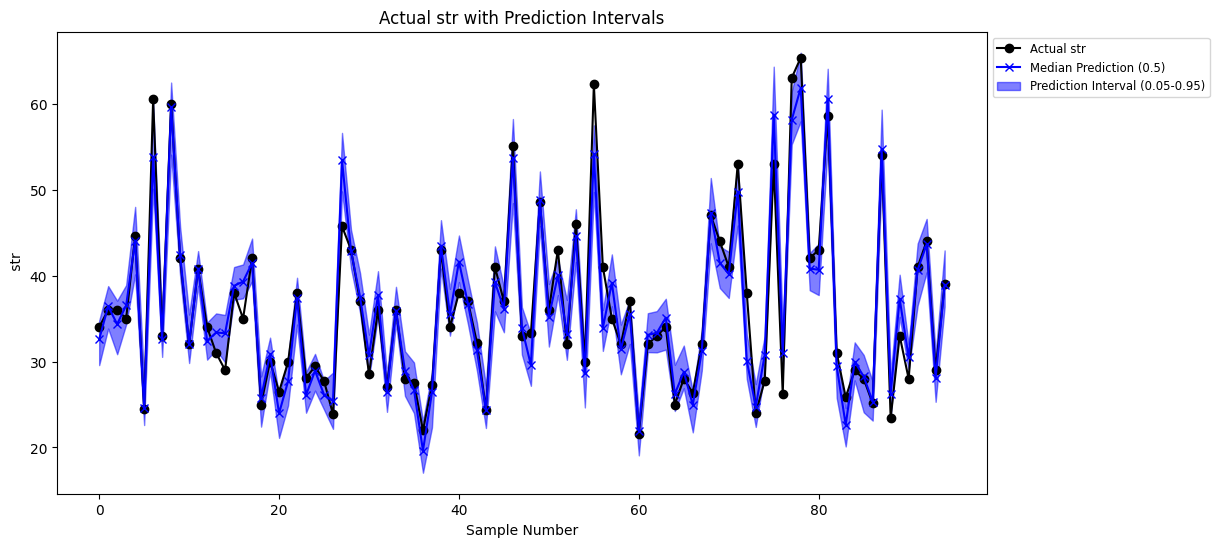 Actual str with Prediction Intervals
Actual str
Median Prediction (0.5)
Prediction Interval (0.05-0.95)
str
60
50
40
30
20
0
20
40
60
80
Sample Number